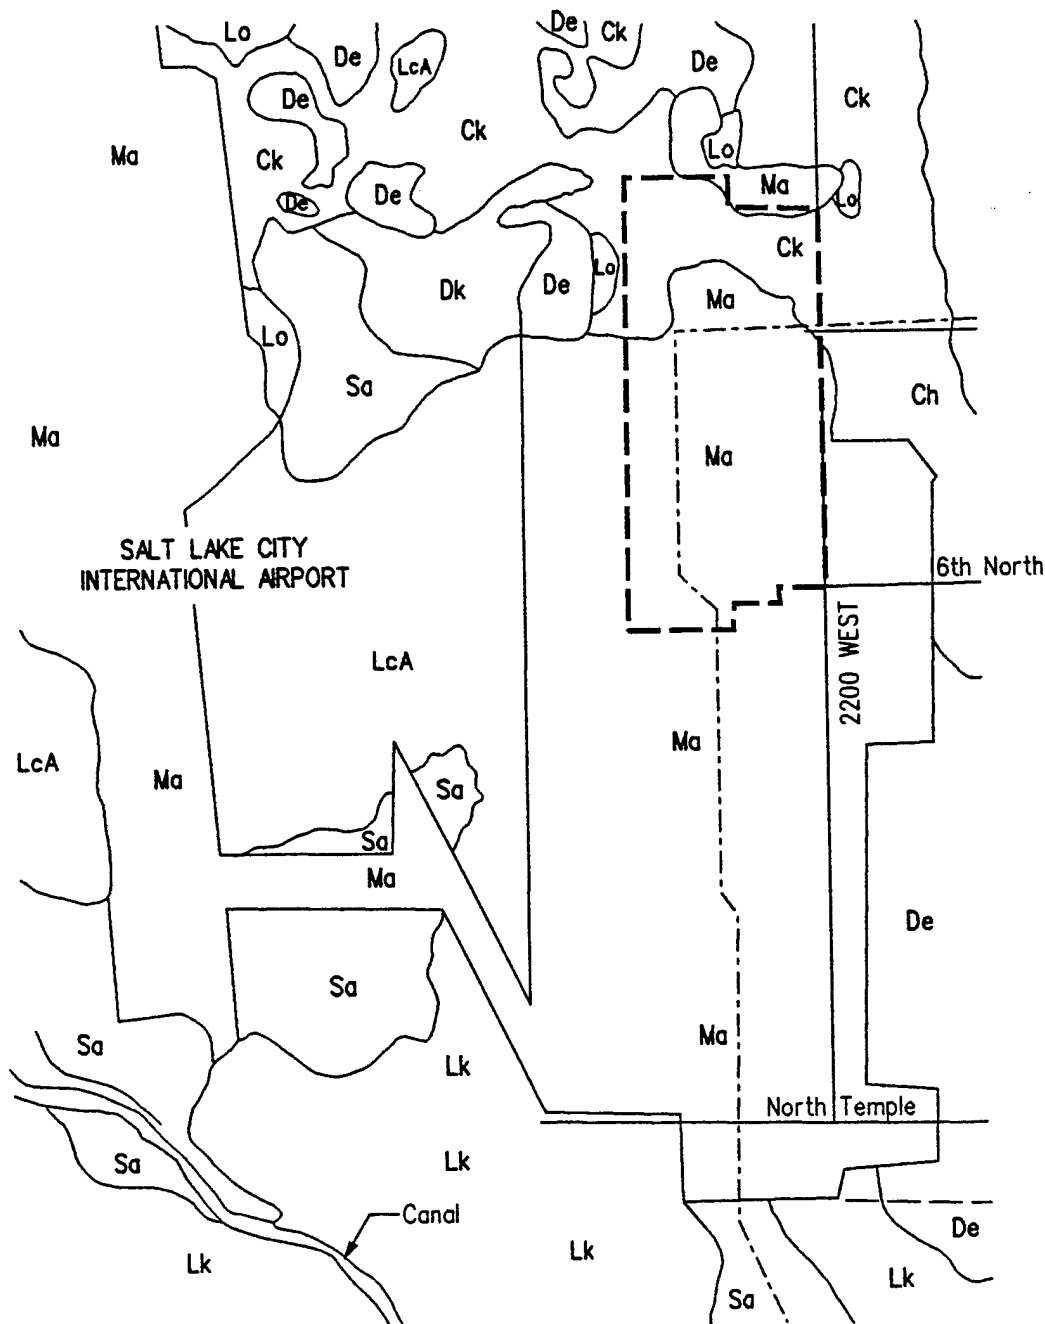 De
Lo
Ck
De
De
LcA
Ck
De
Ck
Ma
Lo
Ck
Ma
De
De
Lo
Ck
Lo
De
Dk
Ma
Lo
Sa
Ch
Ma
Ma
SALT LAKE CITY
INTERNATIONAL AIRPORT
6th North
LcA
2200 WEST
Ma
LcA
Ma
Sa
Sa
Ma
De
Sa
Ma
Sa
Lk
North Temple
Lk
Sa
Canal
De
Lk
Lk
Lk
Sa